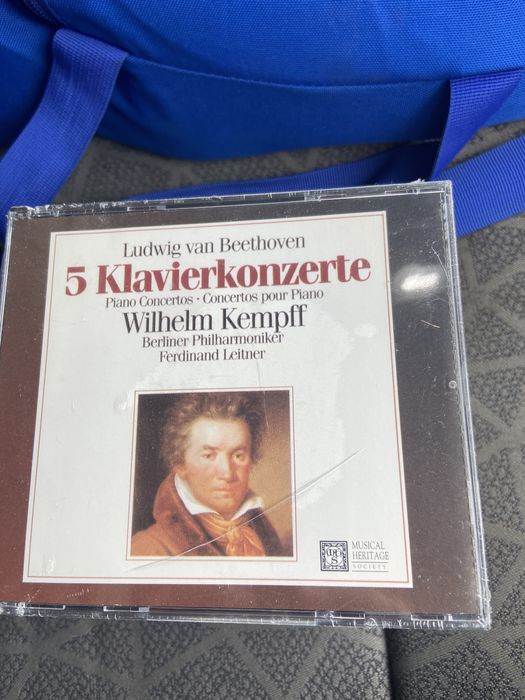 Ludwig van Beethoven
5 Klavierkonzerte
Piano Concertos · Concertos pour Piano
Wilhelm Kempff
Berliner Philharmoniker
Ferdinand Leitner
MHS
MUSICAL
HERITAGE
SOCIETY